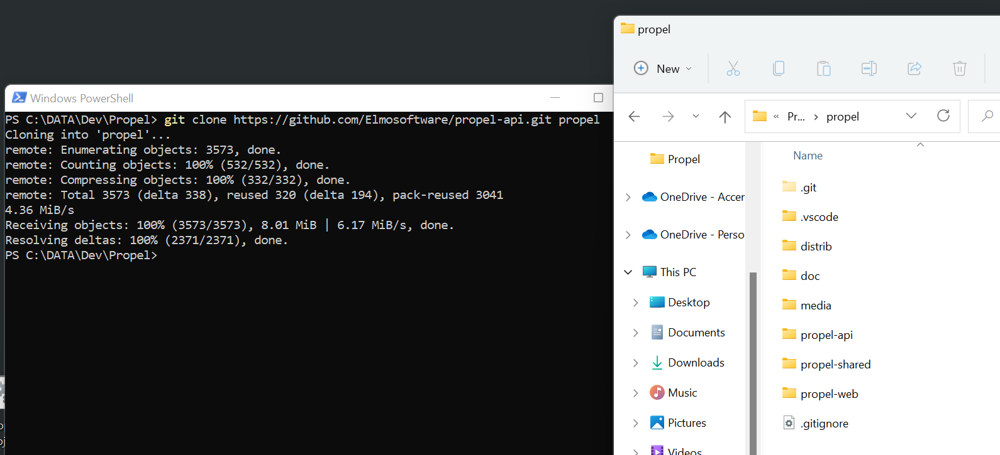 Windows PowerShell
PS C:\DATA\Dev\Propel> git clone https://github.com/Elmosoftware/propel-api.git propel
Cloning into 'propel'...
remote: Enumerating objects: 3573, done.
remote: Counting objects: 100% (532/532), done.
remote: Compressing objects: 100% (332/332), done.
remote: Total 3573 (delta 338), reused 320 (delta 194), pack-reused 3041
4.36 MiB/s
Receiving objects: 100% (3573/3573), 8.01 MiB | 6.17 MiB/s, done.
Resolving deltas: 100% (2371/2371), done.
PS C:\DATA\Dev\Propel>
propel
New
« Pr... › propel
Propel
OneDrive - Accer
OneDrive - Perso
This PC
Desktop
Documents
Downloads
Music
Pictures
Videos
Name
.git
.vscode
distrib
doc
media
propel-api
propel-shared
propel-web
.gitignore